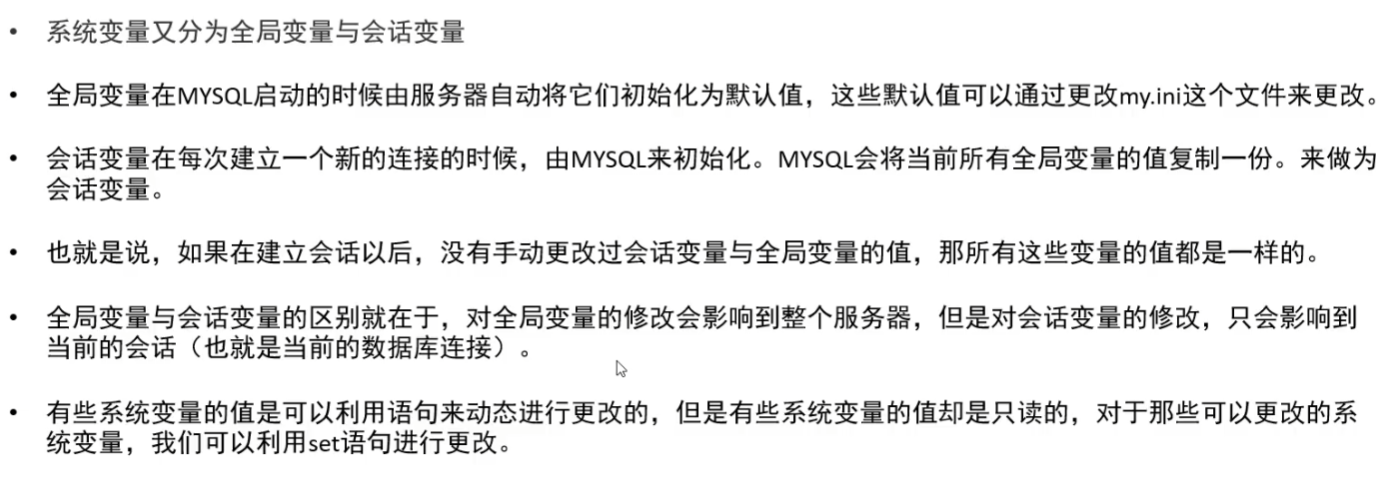 • 系统变量又分为全局变量与会话变量
• 全局变量在MYSQL启动的时候由服务器自动将它们初始化为默认值，这些默认值可以通过更改my.ini这个文件来更改。
• 会话变量在每次建立一个新的连接的时候，由MYSQL来初始化。MYSQL会将当前所有全局变量的值复制一份。来做为
会话变量。
• 也就是说，如果在建立会话以后，没有手动更改过会话变量与全局变量的值，那所有这些变量的值都是一样的。
• 全局变量与会话变量的区别就在于，对全局变量的修改会影响到整个服务器，但是对会话变量的修改，只会影响到
当前的会话（也就是当前的数据库连接）。
• 有些系统变量的值是可以利用语句来动态进行更改的，但是有些系统变量的值却是只读的，对于那些可以更改的系
统变量，我们可以利用set语句进行更改。